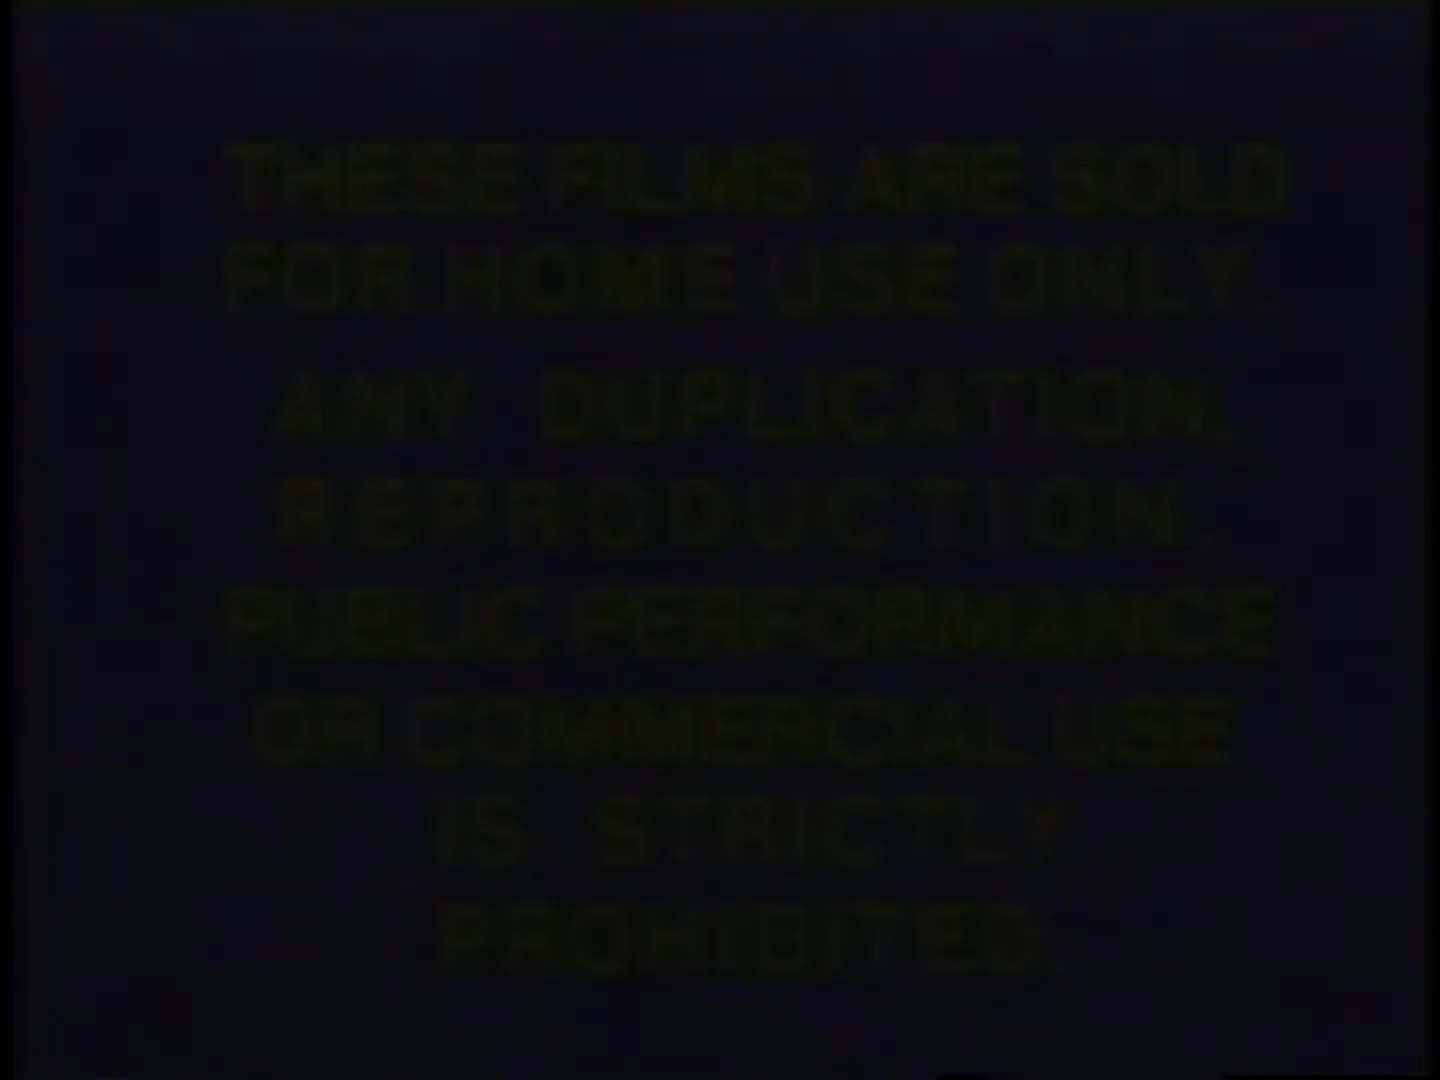 THESE FILMS ARE SOLD
FOR HOME USE ONLY.
ANY DUPLICATION,
REPRODUCTION,
PUBLIC PERFORMANCE
OR COMMERCIAL USE
IS STRICTLY
PROHIBITED.